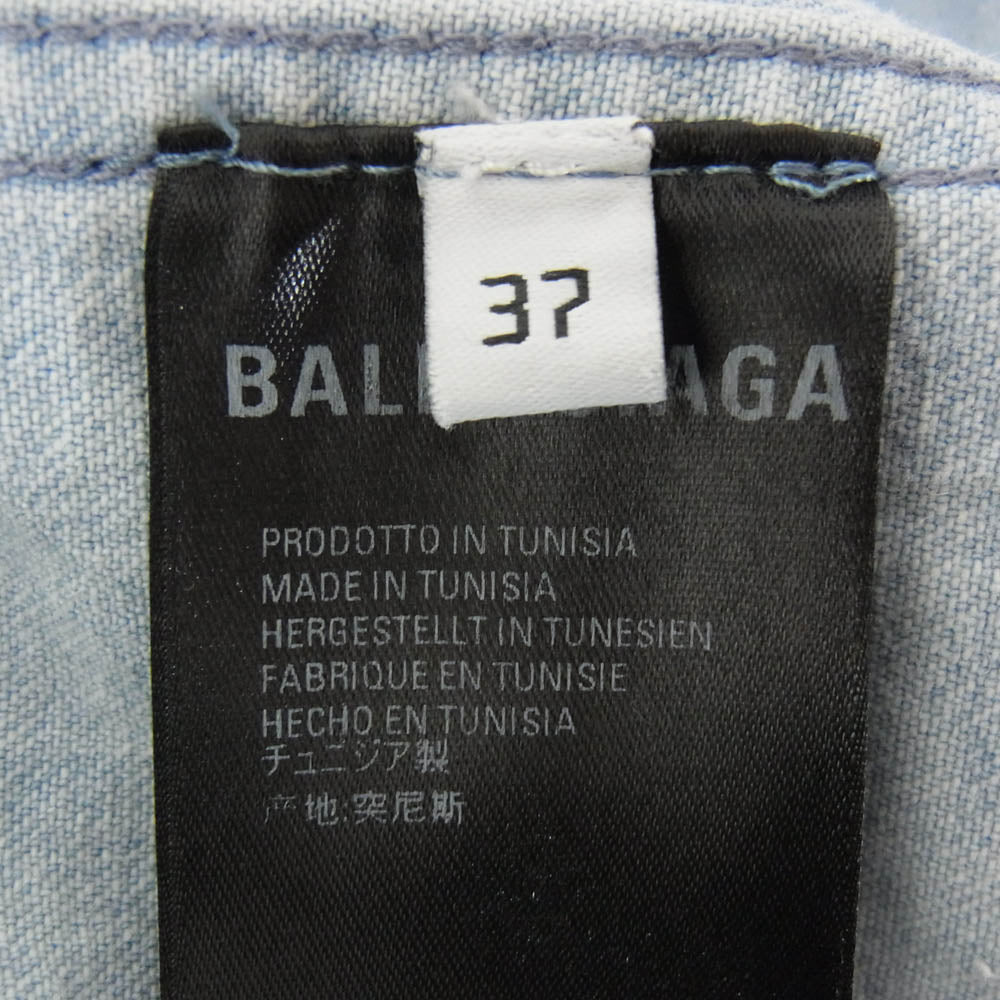 37
BAL AGA
PRODOTTO IN TUNISIA
MADE IN TUNISIA
HERGESTELLT IN TUNESIEN
FABRIQUE EN TUNISIE
HECHO EN TUNISIA
チュニジア製
产地:突尼斯